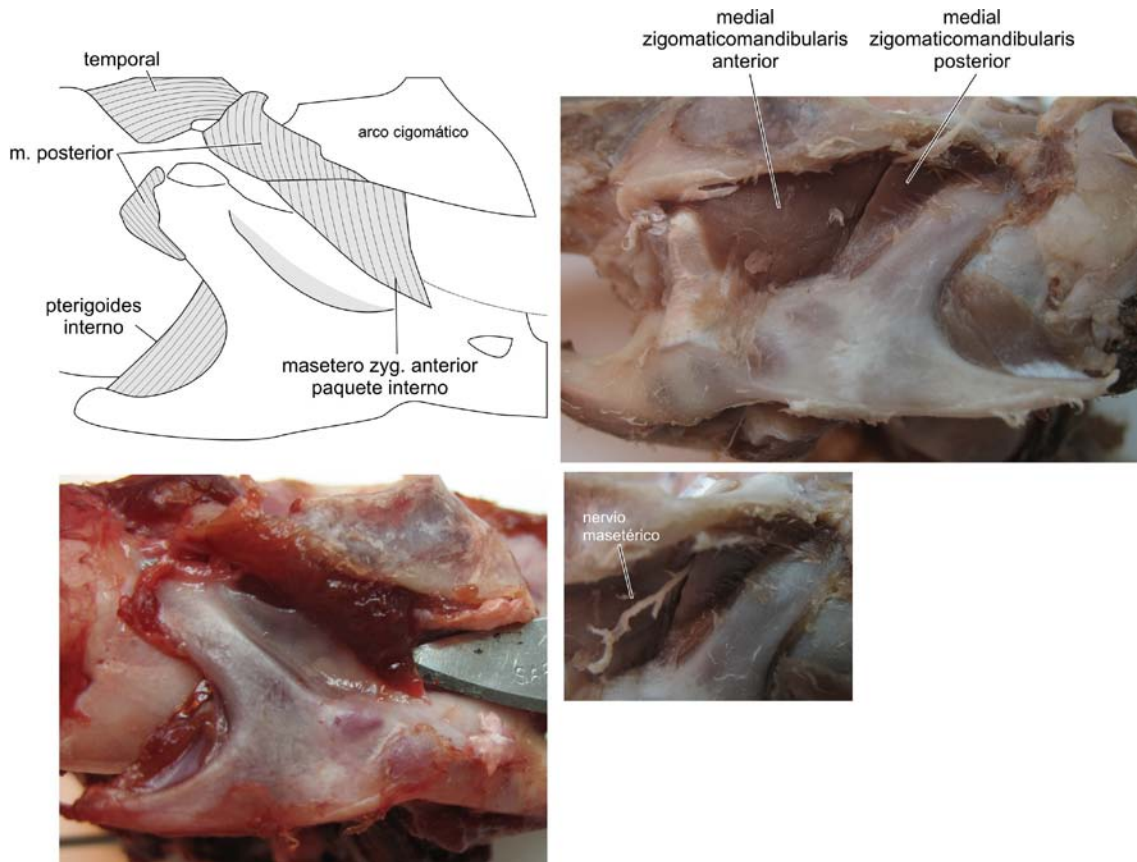 temporal
m. posterior
arco cigomático
pterigoides
interno
masetero zyg. anterior
paquete interno
medial
zigomaticomandibularis
anterior
medial
zigomaticomandibularis
posterior
nervio
masetérico